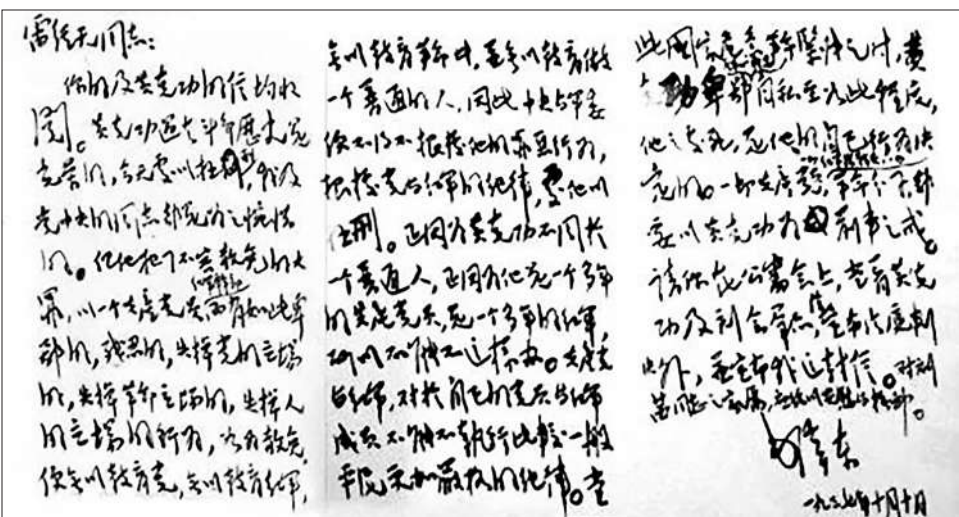 雷经天同志:
你的及黄克功的信均收
阅。黄克功过去斗争历史是
光荣的,今天处以极刑,我及
党中央的同志都是为之惋惜
的。但他犯了不容赦免的大
罪,以一个共产党员红军干部而有如此卑
鄙的,残忍的,失掉党的立场
的,失掉革命立场的,失掉人
的立场的行为,如为赦免,
便无以教育党,无以教育红军,
无以教育革命者,并无以教育做
一个普通的人,因此中央与军委
便不得不根据他的罪恶行为,
根据党与红军的纪律,处他以
极刑。正因为黄克功不同于
一个普通人,正因为他是一个多年
的共产党员,是一个多年的红军,
所以不能不这样办。共产党
与红军,对于自己的党员与红军
成员不能不执行比较一般
平民更加严格的纪律。当
此国家危急革命紧张之时,黄
克功卑鄙自私至如此程度,
他之处死,是他的自己行为决
定的。一切共产党员,革命分子,都
要以黄克功为前车之戒。
请你在公审会上,当着黄克
功及到会群众,除宣布法庭判
决外,并宣布我这封信。对刘
茜同志之家属,应给以安慰与抚恤。
毛泽东
一九三七年十月十日